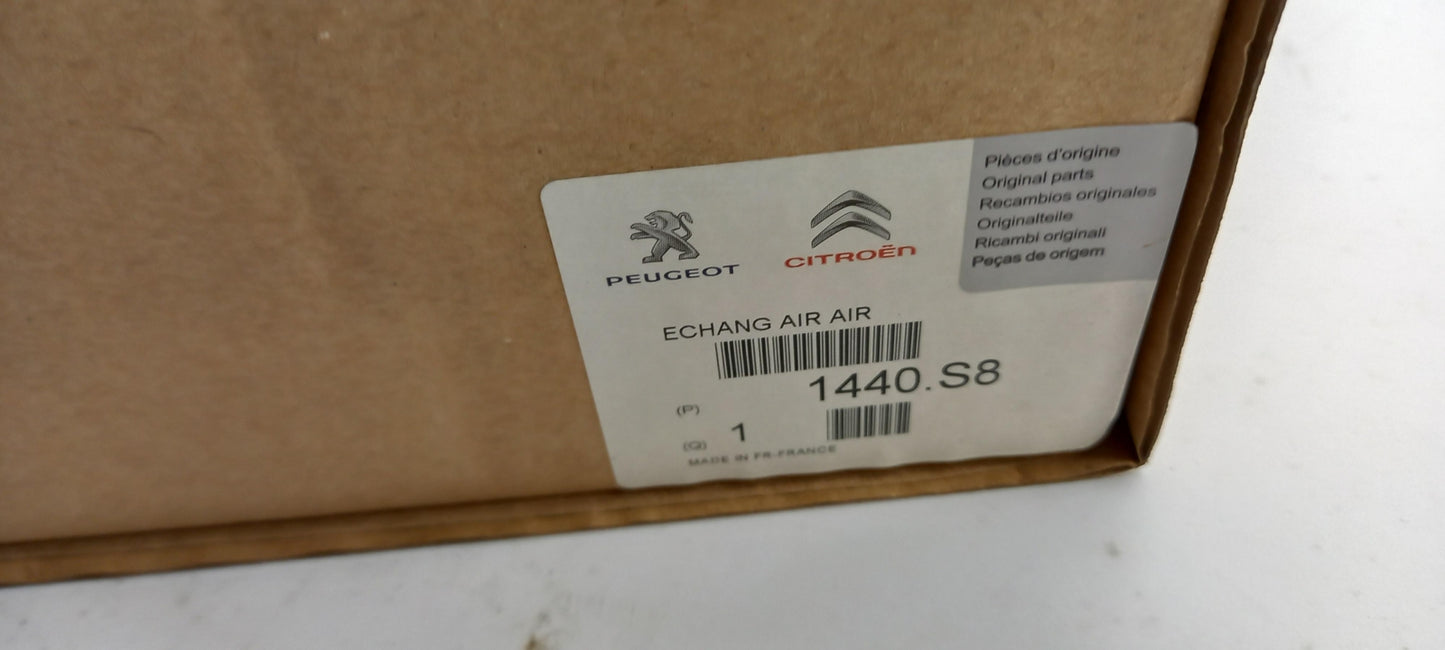 PEUGEOT
CITROËN
Pièces d'origine
Original parts
Recambios originales
Originalteile
Ricambi originali
Peças de origem
ECHANG AIR AIR
1440.S8
(P)
(Q) 1
MADE IN FR-FRANCE